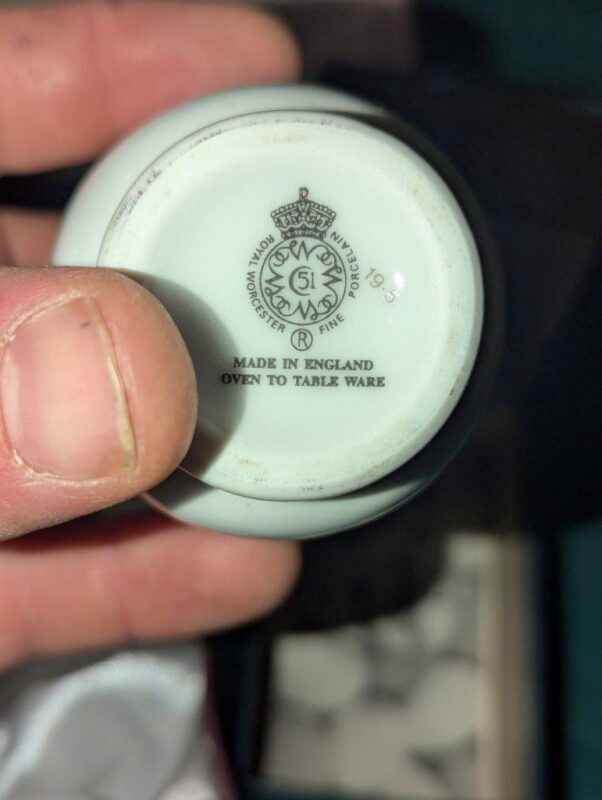 ROYAL WORCESTER FINE PORCELAIN
C 51
R
MADE IN ENGLAND
OVEN TO TABLE WARE